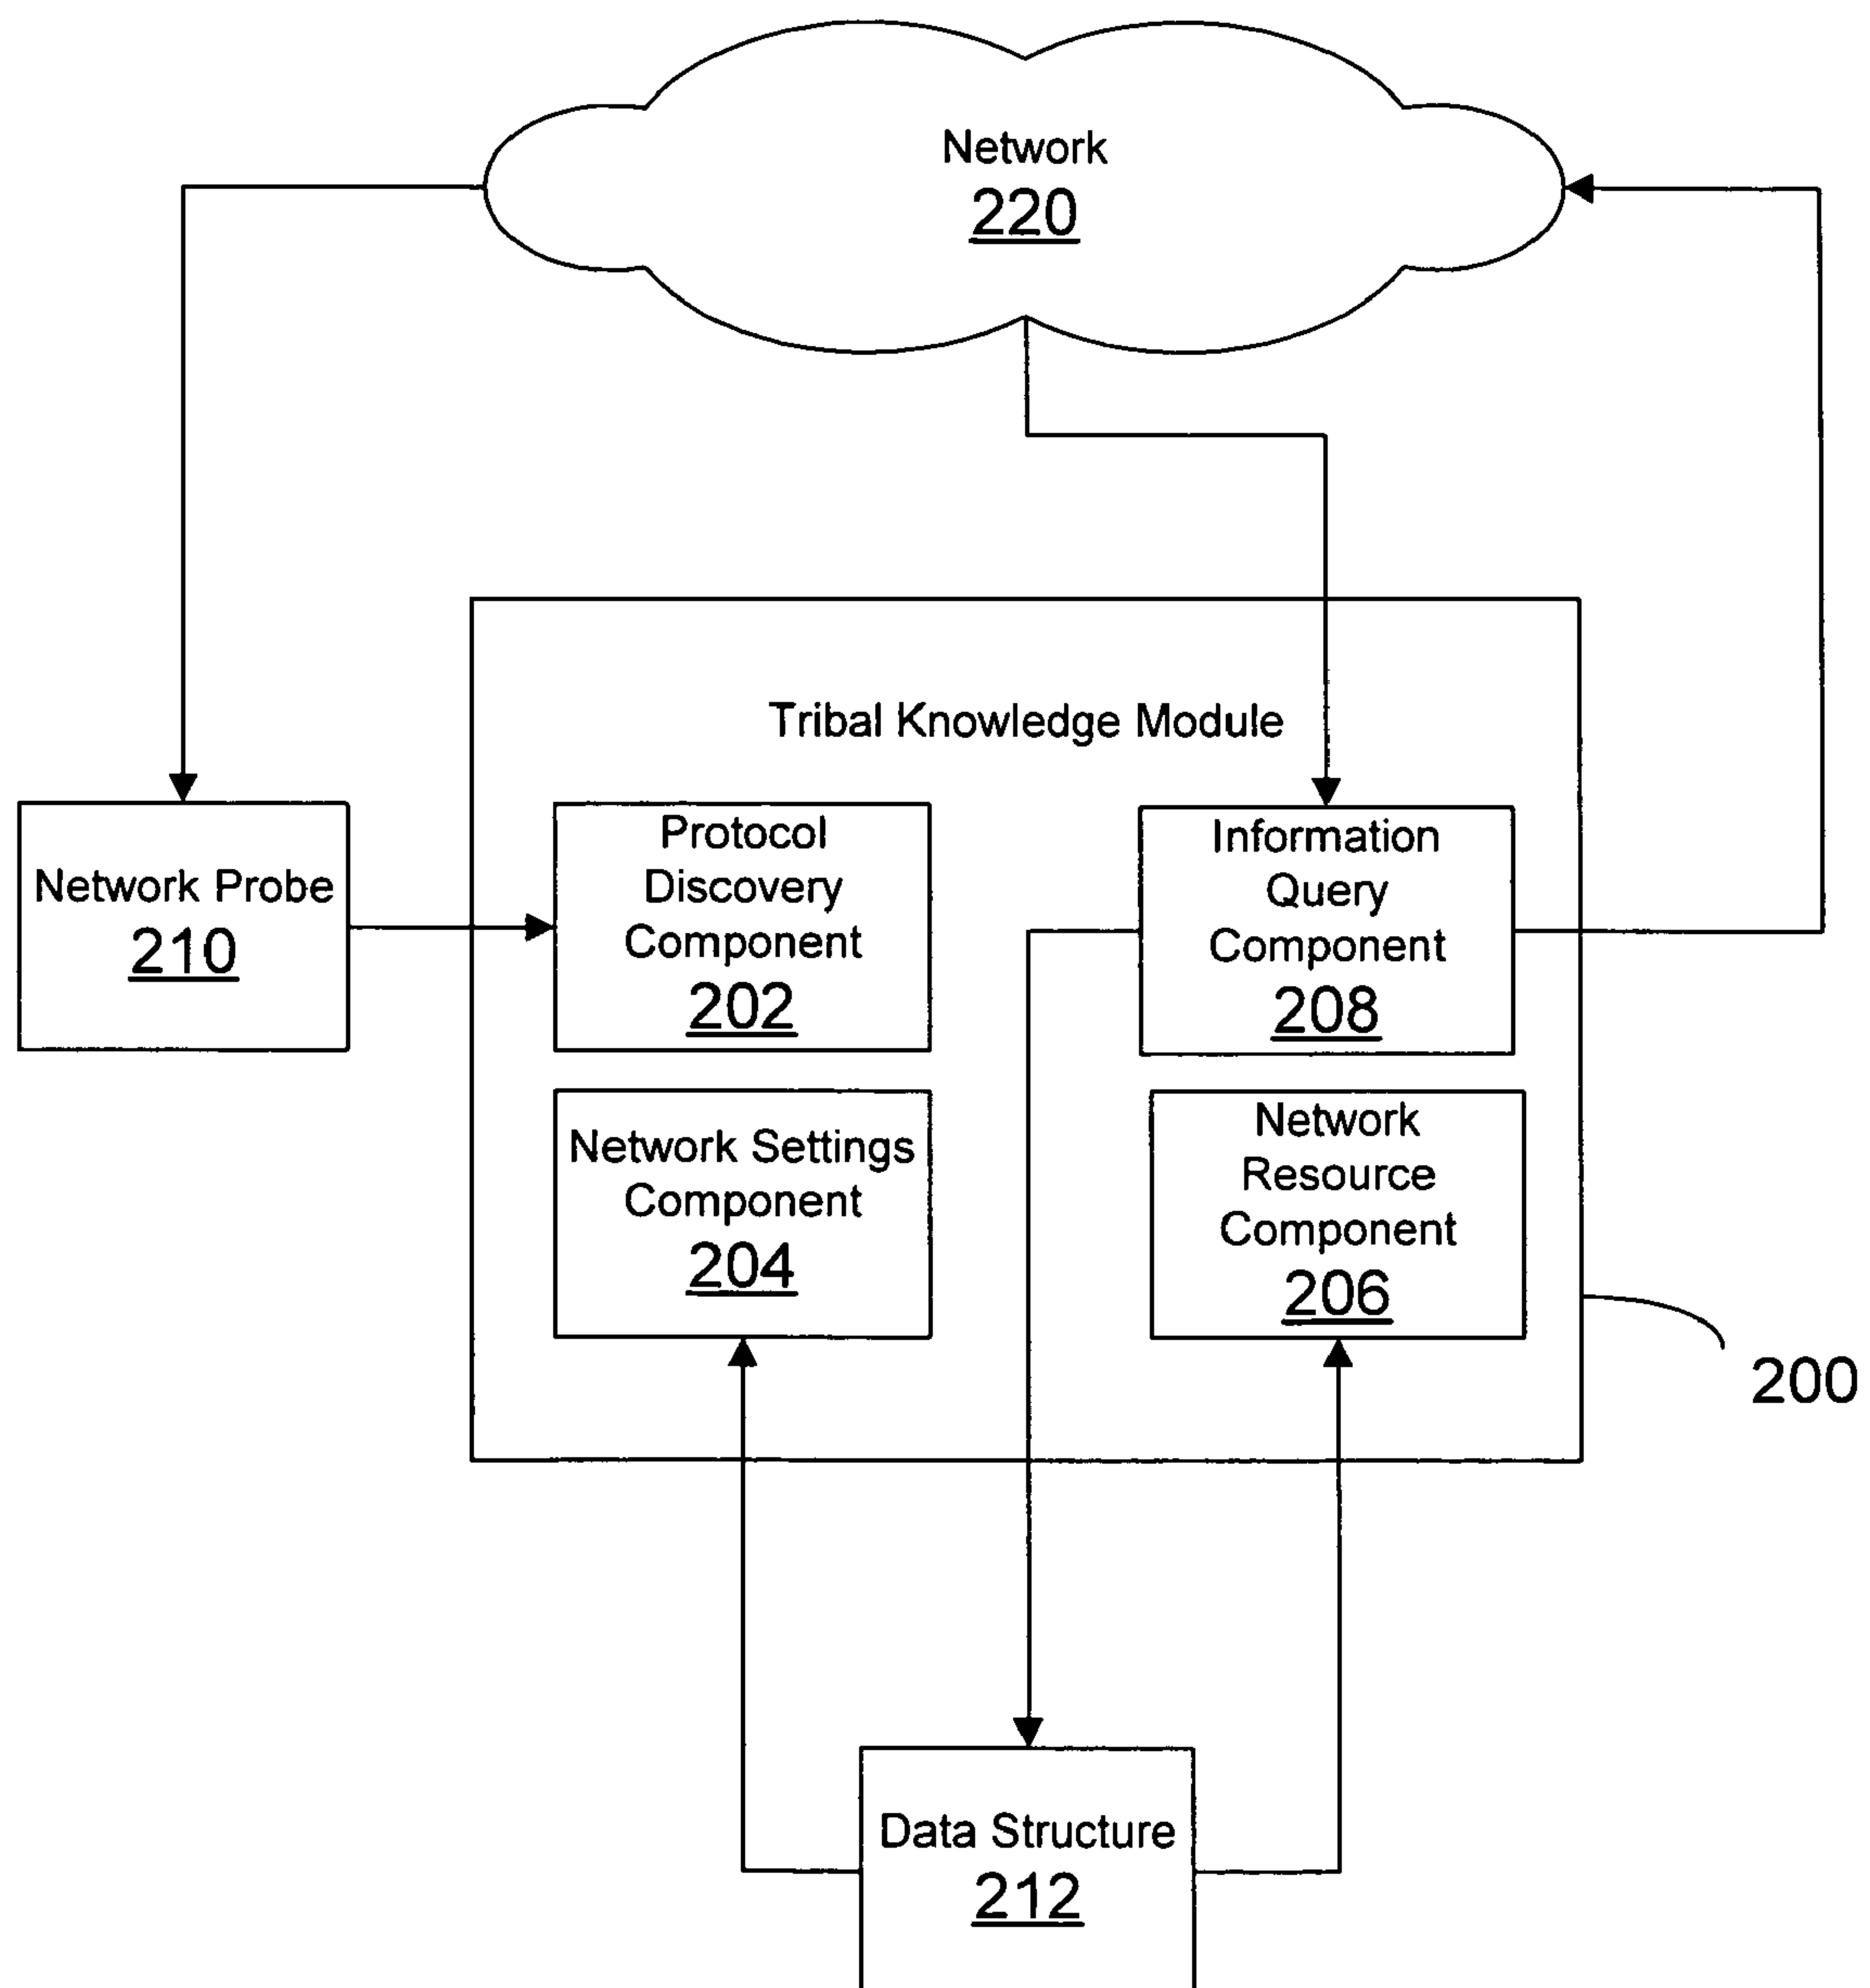 Network
220
Tribal Knowledge Module
Network Probe
210
Protocol
Discovery
Component
202
Information
Query
Component
208
Network Settings
Component
204
Network
Resource
Component
206
200
Data Structure
212